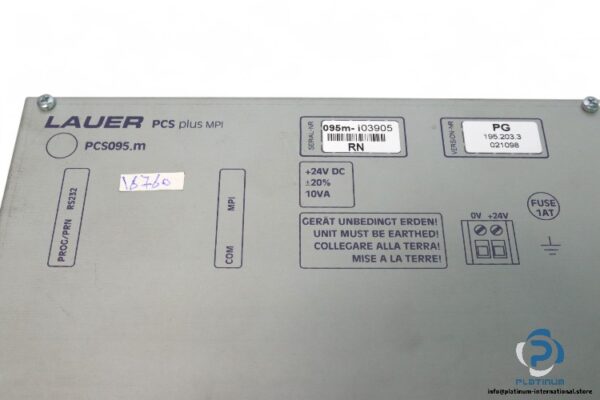 LAUER PCS plus MPI
PCS095.m
16760
PROG/PRN RS232
COM MPI
SERIAL-NR
095m- i03905
RN
VERSION-NR
PG
195.203.3
021098
+24V DC
±20%
10VA
GERÄT UNBEDINGT ERDEN!
UNIT MUST BE EARTHED!
COLLEGARE ALLA TERRA!
MISE A LA TERRE!
0V +24V
FUSE
1AT
PLATINUM
info@platinum-international.store